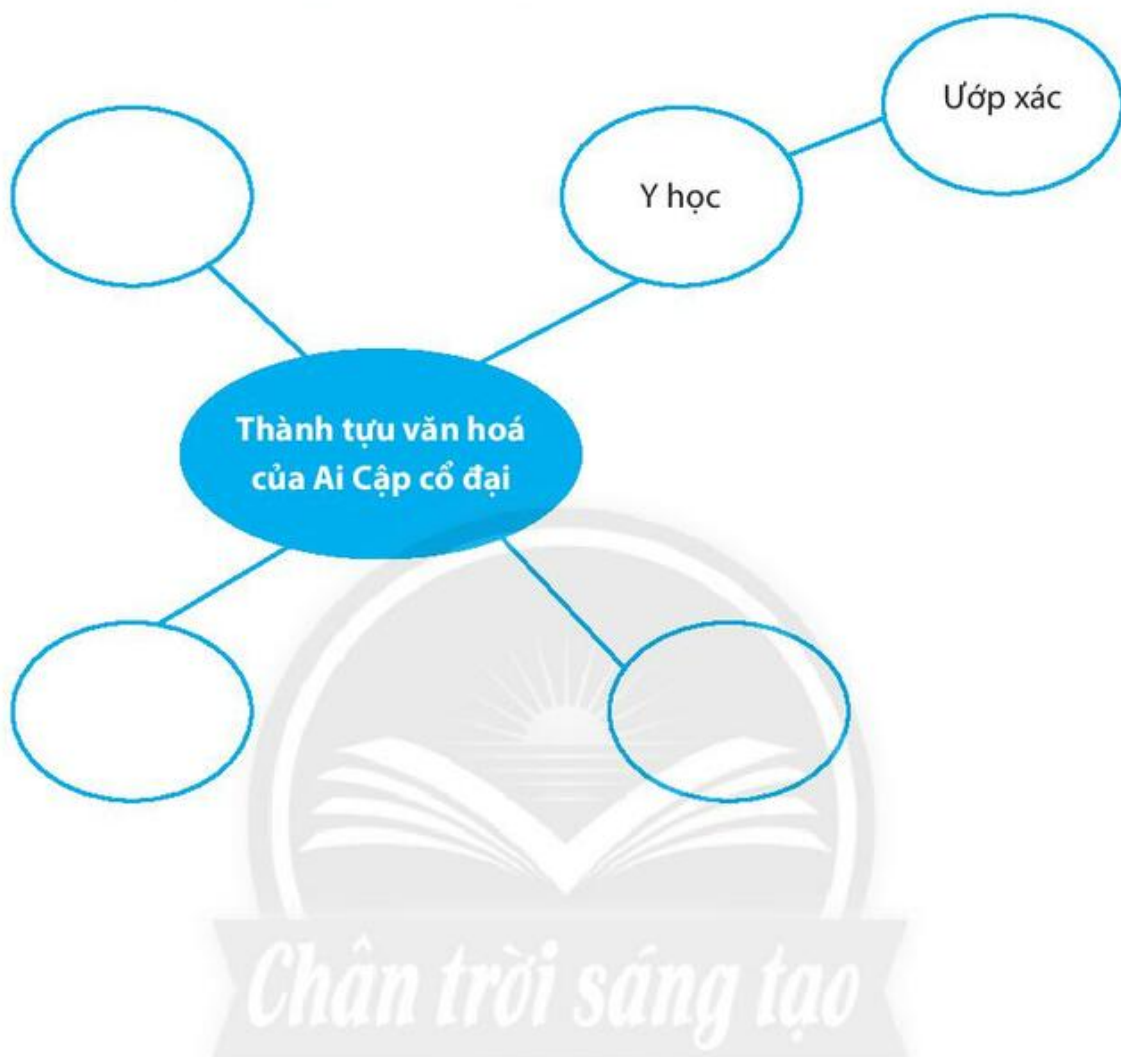 Ướp xác
Y học
Thành tựu văn hoá
của Ai Cập cổ đại
Chân trời sáng tạo